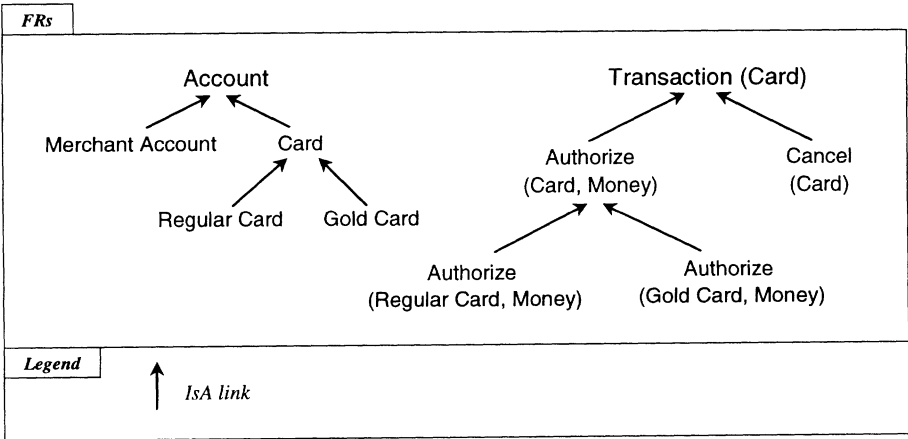 FRs
Account
Transaction (Card)
Merchant Account
Card
Authorize
(Card, Money)
Cancel
(Card)
Regular Card
Gold Card
Authorize
(Regular Card, Money)
Authorize
(Gold Card, Money)
Legend
IsA link